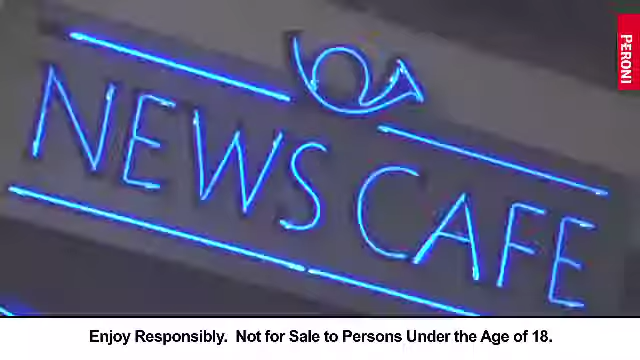 PERONI
NEWS CAFE
Enjoy Responsibly. Not for Sale to Persons Under the Age of 18.